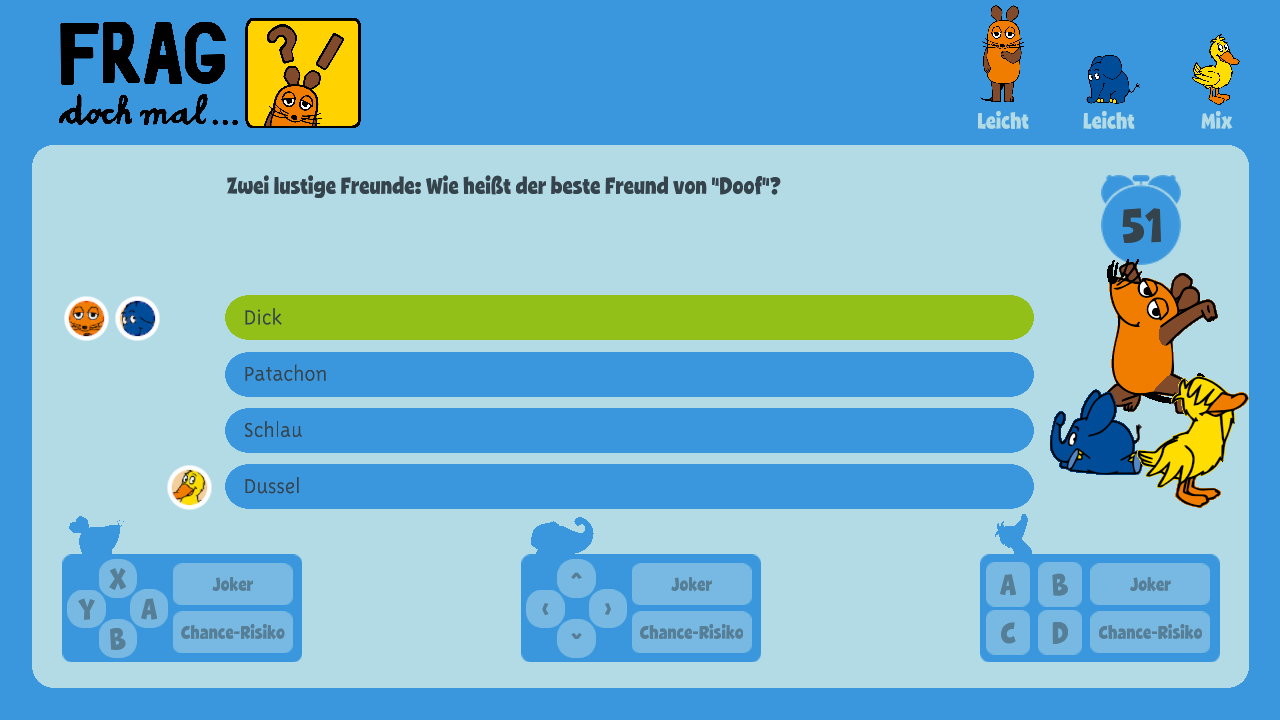 FRAG
doch mal...
?!
Leicht
Leicht
Mix
Zwei lustige Freunde: Wie heißt der beste Freund von "Doof"?
51
Dick
Patachon
Schlau
Dussel
X
Y
A
B
Joker
Chance-Risiko
^
‹
›
ˇ
Joker
Chance-Risiko
A
B
C
D
Joker
Chance-Risiko